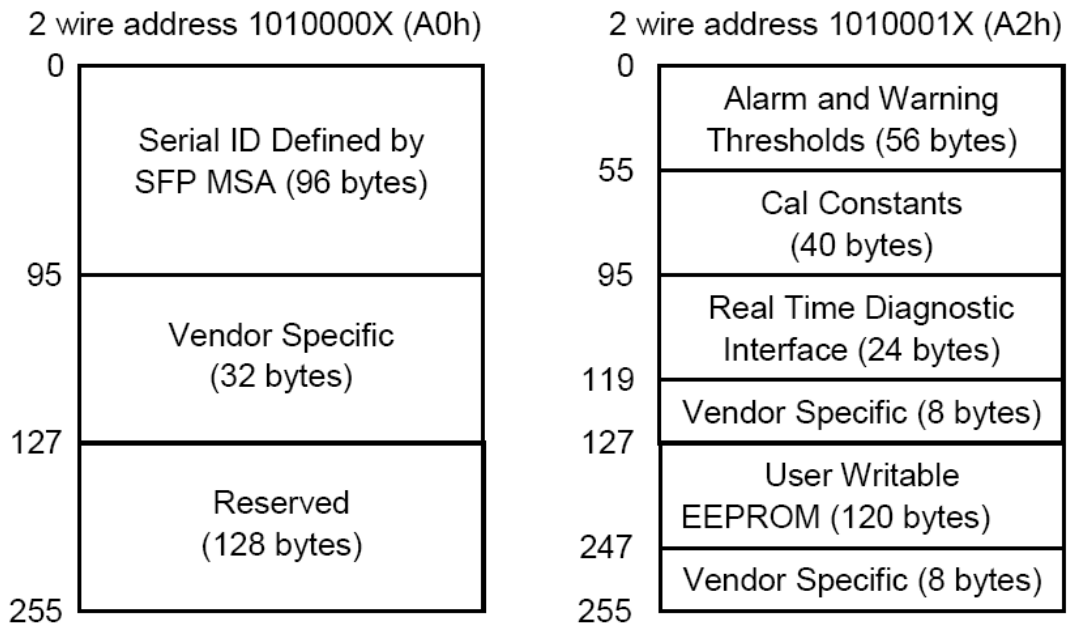 2 wire address 1010000X (A0h)
0
Serial ID Defined by
SFP MSA (96 bytes)
95
Vendor Specific
(32 bytes)
127
Reserved
(128 bytes)
255
2 wire address 1010001X (A2h)
0
Alarm and Warning
Thresholds (56 bytes)
55
Cal Constants
(40 bytes)
95
Real Time Diagnostic
Interface (24 bytes)
119
Vendor Specific (8 bytes)
127
User Writable
EEPROM (120 bytes)
247
Vendor Specific (8 bytes)
255